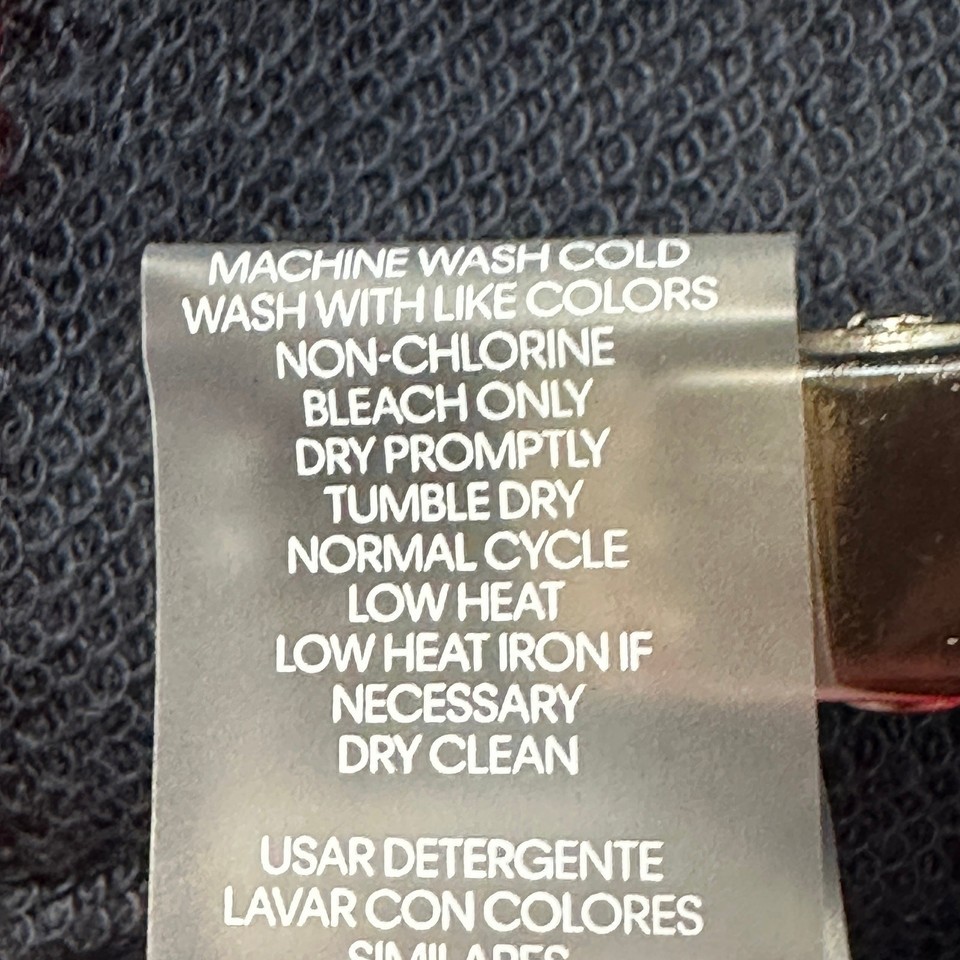 MACHINE WASH COLD
WASH WITH LIKE COLORS
NON-CHLORINE
BLEACH ONLY
DRY PROMPTLY
TUMBLE DRY
NORMAL CYCLE
LOW HEAT
LOW HEAT IRON IF
NECESSARY
DRY CLEAN
USAR DETERGENTE
LAVAR CON COLORES
SIMILARES